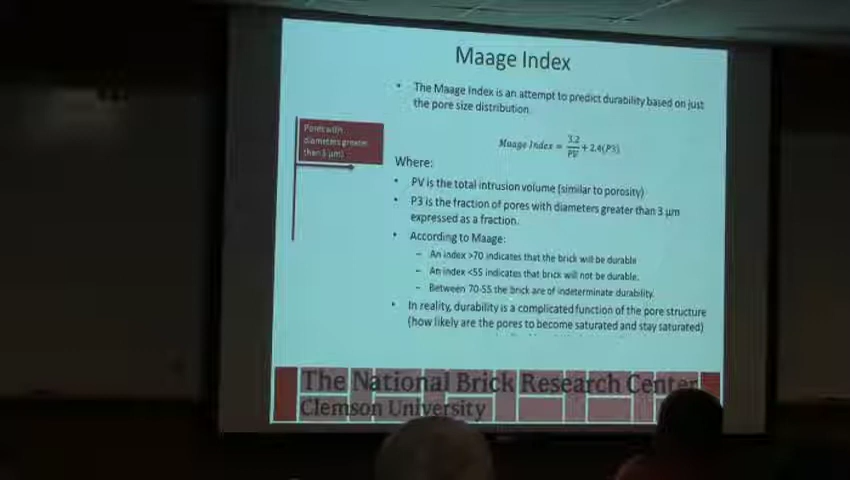 Maage Index
• The Maage Index is an attempt to predict durability based on just
the pore size distribution.
Maage Index = 3.2/PV + 2.4(P3)
Pores with
diameters greater
than 3 μm)
Where:
• PV is the total intrusion volume (similar to porosity)
• P3 is the fraction of pores with diameters greater than 3 μm
expressed as a fraction.
• According to Maage:
– An index >70 indicates that the brick will be durable
– An index <55 indicates that brick will not be durable.
– Between 70-55 the brick are of indeterminate durability.
• In reality, durability is a complicated function of the pore structure
(how likely are the pores to become saturated and stay saturated)
The National Brick Research Center
Clemson University